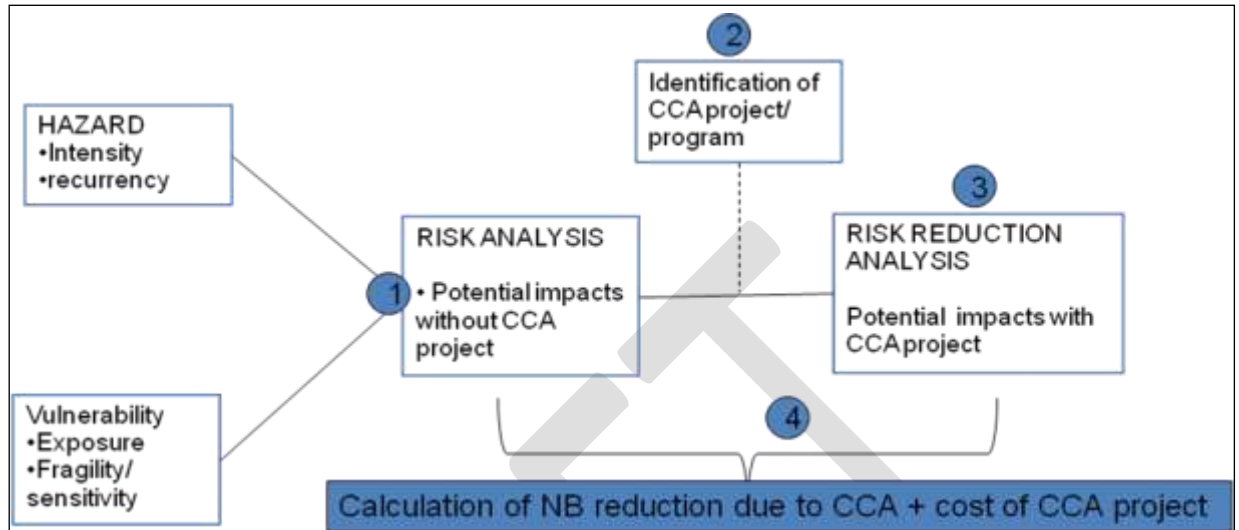 2
Identification of
CCA project/
program
HAZARD
•Intensity
•recurrency
3
RISK ANALYSIS
1
• Potential impacts
without CCA
project
RISK REDUCTION
ANALYSIS
Potential impacts with
CCA project
Vulnerability
•Exposure
•Fragility/
sensitivity
4
Calculation of NB reduction due to CCA + cost of CCA project